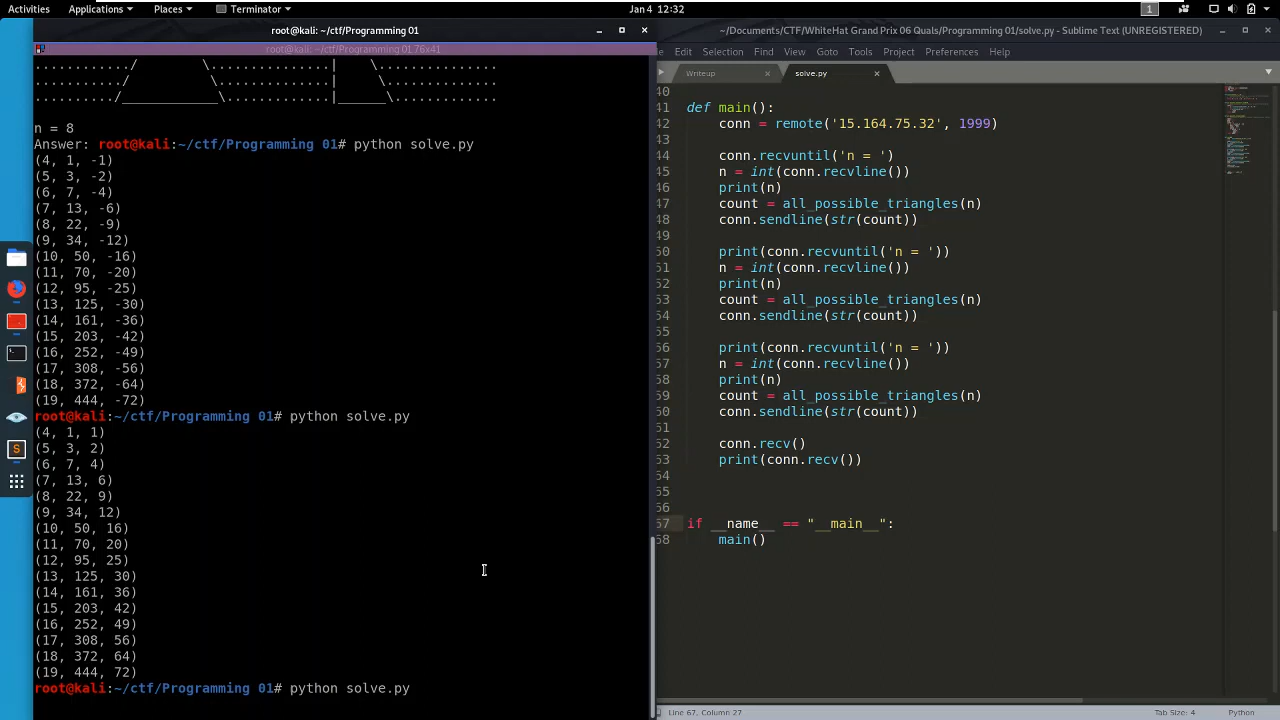 Activities Applications Places Terminator Jan 4 12:32 1
root@kali: ~/ctf/Programming 01
root@kali: ~/ctf/Programming 01 76x41
.........../ \...............| \...............
.........../ \..............| \..............
........../____________\.............|_____\.............
n = 8
Answer: root@kali:~/ctf/Programming 01# python solve.py
(4, 1, -1)
(5, 3, -2)
(6, 7, -4)
(7, 13, -6)
(8, 22, -9)
(9, 34, -12)
(10, 50, -16)
(11, 70, -20)
(12, 95, -25)
(13, 125, -30)
(14, 161, -36)
(15, 203, -42)
(16, 252, -49)
(17, 308, -56)
(18, 372, -64)
(19, 444, -72)
root@kali:~/ctf/Programming 01# python solve.py
(4, 1, 1)
(5, 3, 2)
(6, 7, 4)
(7, 13, 6)
(8, 22, 9)
(9, 34, 12)
(10, 50, 16)
(11, 70, 20)
(12, 95, 25)
(13, 125, 30)
(14, 161, 36)
(15, 203, 42)
(16, 252, 49)
(17, 308, 56)
(18, 372, 64)
(19, 444, 72)
root@kali:~/ctf/Programming 01# python solve.py
~/Documents/CTF/WhiteHat Grand Prix 06 Quals/Programming 01/solve.py - Sublime Text (UNREGISTERED)
Edit Selection Find View Goto Tools Project Preferences Help
Writeup solve.py
40
41 def main():
42 conn = remote('15.164.75.32', 1999)
43
44 conn.recvuntil('n = ')
45 n = int(conn.recvline())
46 print(n)
47 count = all_possible_triangles(n)
48 conn.sendline(str(count))
49
50 print(conn.recvuntil('n = '))
51 n = int(conn.recvline())
52 print(n)
53 count = all_possible_triangles(n)
54 conn.sendline(str(count))
55
56 print(conn.recvuntil('n = '))
57 n = int(conn.recvline())
58 print(n)
59 count = all_possible_triangles(n)
60 conn.sendline(str(count))
61
62 conn.recv()
63 print(conn.recv())
64
65
66
67 if __name__ == "__main__":
68 main()
Line 67, Column 27 Tab Size: 4 Python